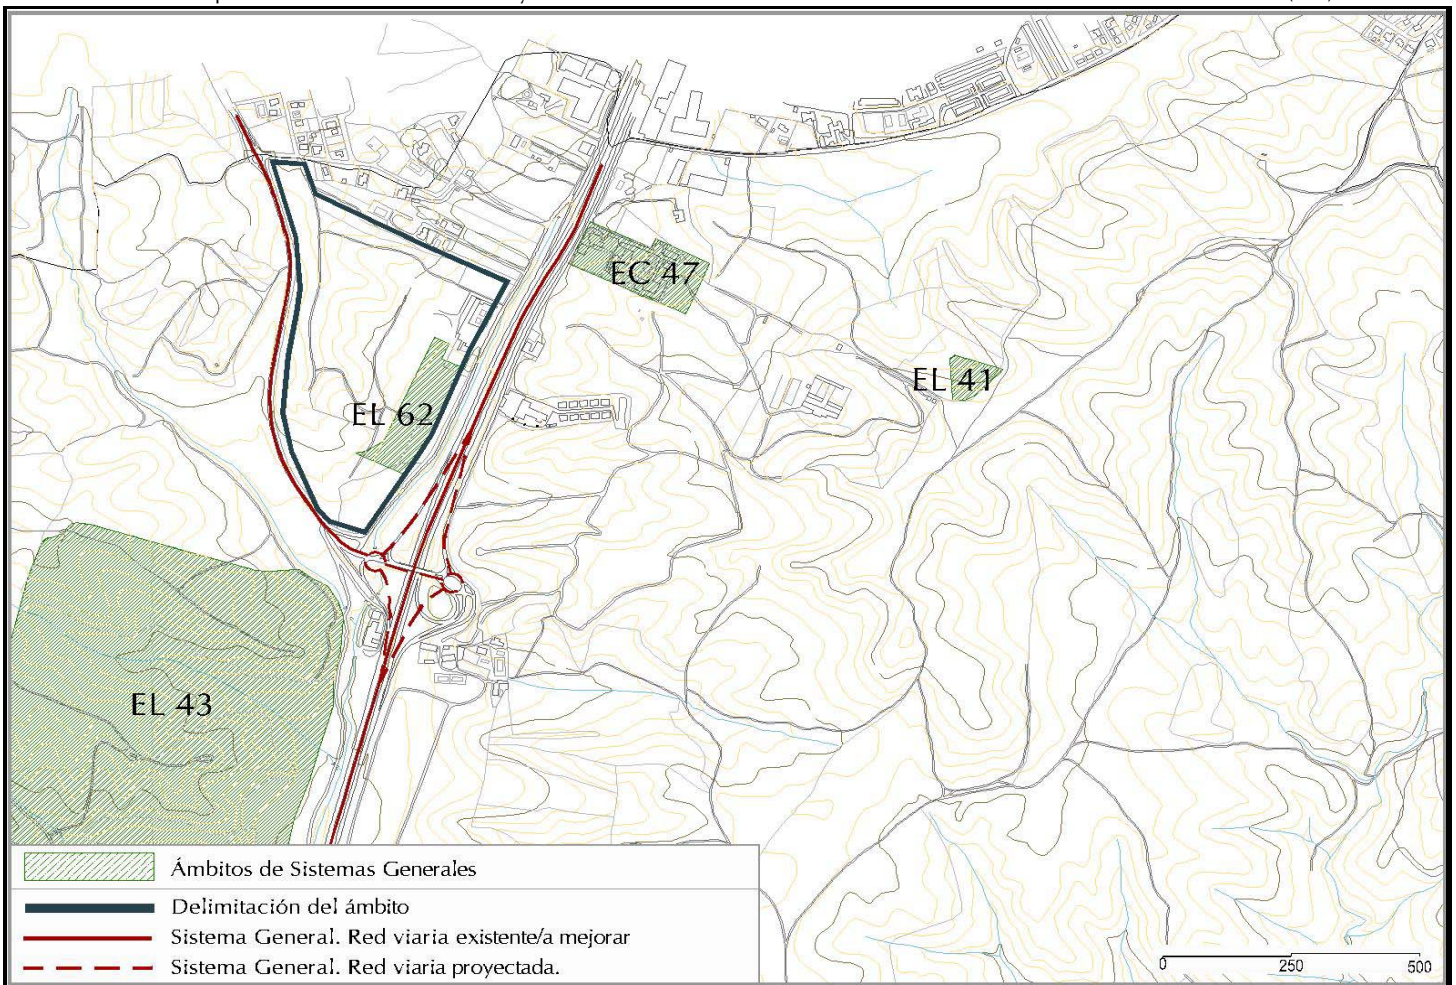 EC 47
EL 41
EL 62
EL 43
Ámbitos de Sistemas Generales
Delimitación del ámbito
Sistema General. Red viaria existente/a mejorar
Sistema General. Red viaria proyectada.
0 250 500